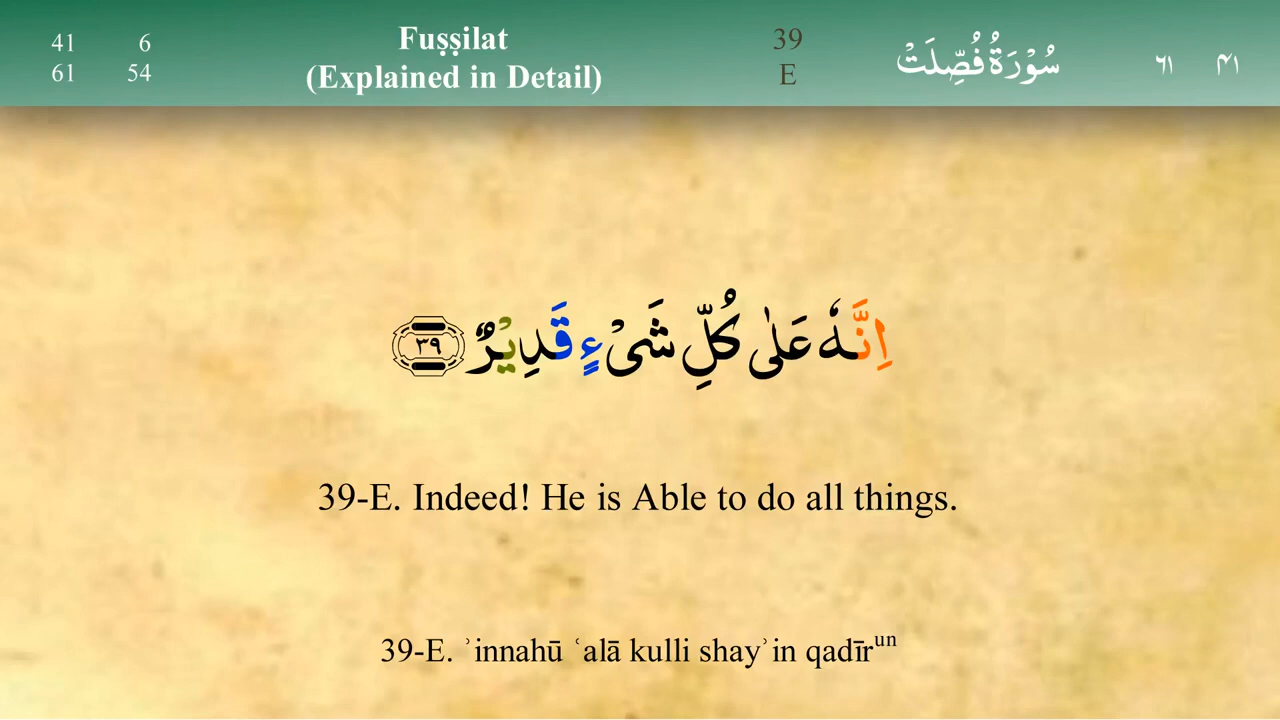 41 6 Fuṣṣilat 39 سُوْرَةُ فُصِّلَتْ ٦١ ٤١
61 54 (Explained in Detail) E
اِنَّهٗ عَلٰى كُلِّ شَىْءٍ قَدِيْرٌ ٣٩
39-E. Indeed! He is Able to do all things.
39-E. ʾinnahū ʿalā kulli shayʾin qadīrᵘⁿ